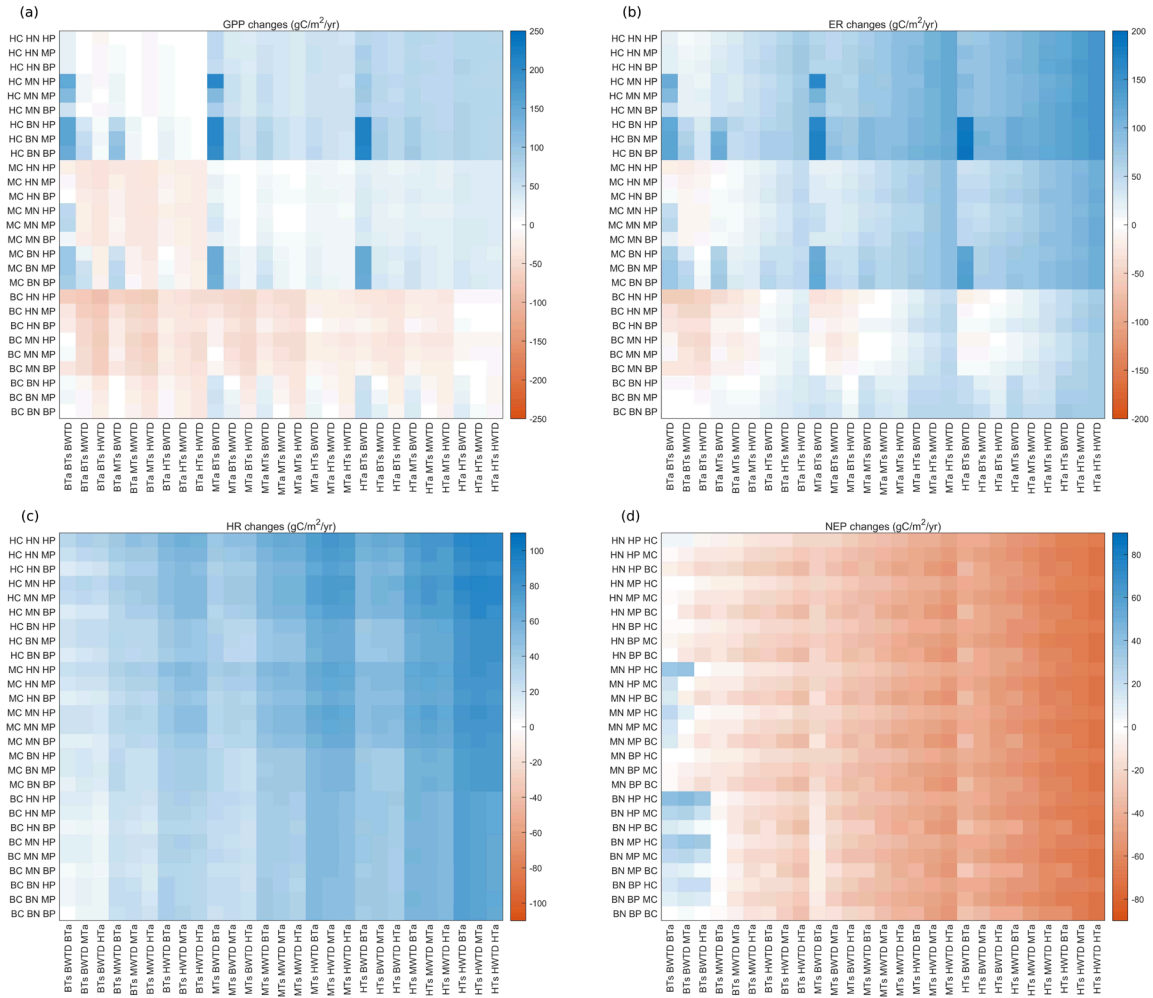 (a)
GPP changes (gC/m²/yr)
HC HN HP
HC HN MP
HC HN BP
HC MN HP
HC MN MP
HC MN BP
HC BN HP
HC BN MP
HC BN BP
MC HN HP
MC HN MP
MC HN BP
MC MN HP
MC MN MP
MC MN BP
MC BN HP
MC BN MP
MC BN BP
BC HN HP
BC HN MP
BC HN BP
BC MN HP
BC MN MP
BC MN BP
BC BN HP
BC BN MP
BC BN BP
250
200
150
100
50
0
-50
-100
-150
-200
-250
BTa BTs BWTD
BTa BTs MWTD
BTa BTs HWTD
BTa MTs BWTD
BTa MTs MWTD
BTa MTs HWTD
BTa HTs BWTD
BTa HTs MWTD
BTa HTs HWTD
MTa BTs BWTD
MTa BTs MWTD
MTa BTs HWTD
MTa MTs BWTD
MTa MTs MWTD
MTa MTs HWTD
MTa HTs BWTD
MTa HTs MWTD
MTa HTs HWTD
HTa BTs BWTD
HTa BTs MWTD
HTa BTs HWTD
HTa MTs BWTD
HTa MTs MWTD
HTa MTs HWTD
HTa HTs BWTD
HTa HTs MWTD
HTa HTs HWTD
(b)
ER changes (gC/m²/yr)
HC HN HP
HC HN MP
HC HN BP
HC MN HP
HC MN MP
HC MN BP
HC BN HP
HC BN MP
HC BN BP
MC HN HP
MC HN MP
MC HN BP
MC MN HP
MC MN MP
MC MN BP
MC BN HP
MC BN MP
MC BN BP
BC HN HP
BC HN MP
BC HN BP
BC MN HP
BC MN MP
BC MN BP
BC BN HP
BC BN MP
BC BN BP
200
150
100
50
0
-50
-100
-150
-200
BTa BTs BWTD
BTa BTs MWTD
BTa BTs HWTD
BTa MTs BWTD
BTa MTs MWTD
BTa MTs HWTD
BTa HTs BWTD
BTa HTs MWTD
BTa HTs HWTD
MTa BTs BWTD
MTa BTs MWTD
MTa BTs HWTD
MTa MTs BWTD
MTa MTs MWTD
MTa MTs HWTD
MTa HTs BWTD
MTa HTs MWTD
MTa HTs HWTD
HTa BTs BWTD
HTa BTs MWTD
HTa BTs HWTD
HTa MTs BWTD
HTa MTs MWTD
HTa MTs HWTD
HTa HTs BWTD
HTa HTs MWTD
HTa HTs HWTD
(c)
HR changes (gC/m²/yr)
HC HN HP
HC HN MP
HC HN BP
HC MN HP
HC MN MP
HC MN BP
HC BN HP
HC BN MP
HC BN BP
MC HN HP
MC HN MP
MC HN BP
MC MN HP
MC MN MP
MC MN BP
MC BN HP
MC BN MP
MC BN BP
BC HN HP
BC HN MP
BC HN BP
BC MN HP
BC MN MP
BC MN BP
BC BN HP
BC BN MP
BC BN BP
100
80
60
40
20
0
-20
-40
-60
-80
-100
BTs BWTD BTa
BTs BWTD MTa
BTs BWTD HTa
BTs MWTD BTa
BTs MWTD MTa
BTs MWTD HTa
BTs HWTD BTa
BTs HWTD MTa
BTs HWTD HTa
MTs BWTD BTa
MTs BWTD MTa
MTs BWTD HTa
MTs MWTD BTa
MTs MWTD MTa
MTs MWTD HTa
MTs HWTD BTa
MTs HWTD MTa
MTs HWTD HTa
HTs BWTD BTa
HTs BWTD MTa
HTs BWTD HTa
HTs MWTD BTa
HTs MWTD MTa
HTs MWTD HTa
HTs HWTD BTa
HTs HWTD MTa
HTs HWTD HTa
(d)
NEP changes (gC/m²/yr)
HN HP HC
HN HP MC
HN HP BC
HN MP HC
HN MP MC
HN MP BC
HN BP HC
HN BP MC
HN BP BC
MN HP HC
MN HP MC
MN HP BC
MN MP HC
MN MP MC
MN MP BC
MN BP HC
MN BP MC
MN BP BC
BN HP HC
BN HP MC
BN HP BC
BN MP HC
BN MP MC
BN MP BC
BN BP HC
BN BP MC
BN BP BC
80
60
40
20
0
-20
-40
-60
-80
BTs BWTD BTa
BTs BWTD MTa
BTs BWTD HTa
BTs MWTD BTa
BTs MWTD MTa
BTs MWTD HTa
BTs HWTD BTa
BTs HWTD MTa
BTs HWTD HTa
MTs BWTD BTa
MTs BWTD MTa
MTs BWTD HTa
MTs MWTD BTa
MTs MWTD MTa
MTs MWTD HTa
MTs HWTD BTa
MTs HWTD MTa
MTs HWTD HTa
HTs BWTD BTa
HTs BWTD MTa
HTs BWTD HTa
HTs MWTD BTa
HTs MWTD MTa
HTs MWTD HTa
HTs HWTD BTa
HTs HWTD MTa
HTs HWTD HTa